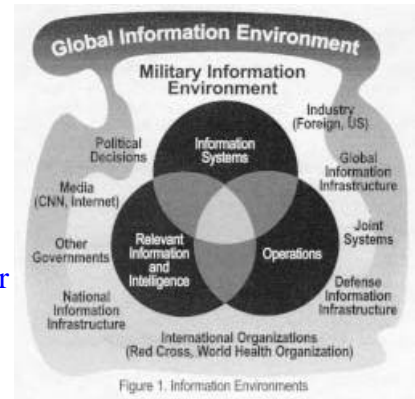 Global Information Environment
Military Information
Environment
Industry
(Foreign, US)
Political
Decisions
Information
Systems
Global
Information
Infrastructure
Media
(CNN, Internet)
Joint
Systems
Other
Governments
Relevant
Information
and
Intelligence
Operations
r
Defense
Information
Infrastructure
National
Information
Infrastructure
International Organizations
(Red Cross, World Health Organization)
Figure 1. Information Environments